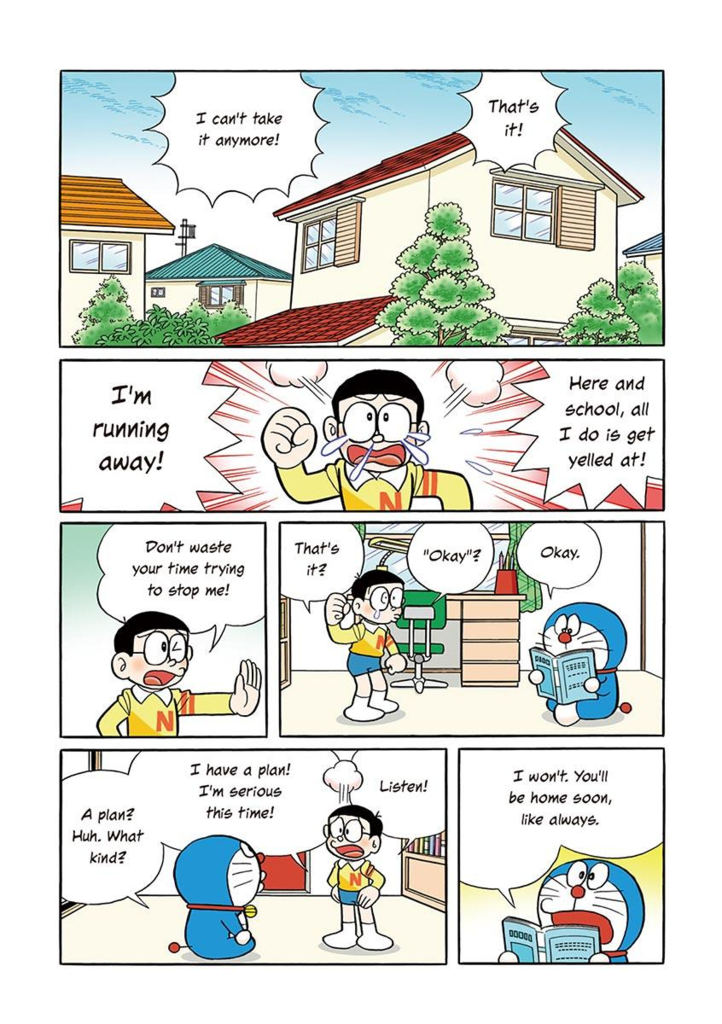 That's
it!
I can't take
it anymore!
Here and
school, all
I do is get
yelled at!
I'm
running
away!
N
Okay.
"Okay"?
That's
it?
N
Don't waste
your time trying
to stop me!
N
I won't. You'll
be home soon,
like always.
Listen!
I have a plan!
I'm serious
this time!
N
A plan?
Huh. What
kind?